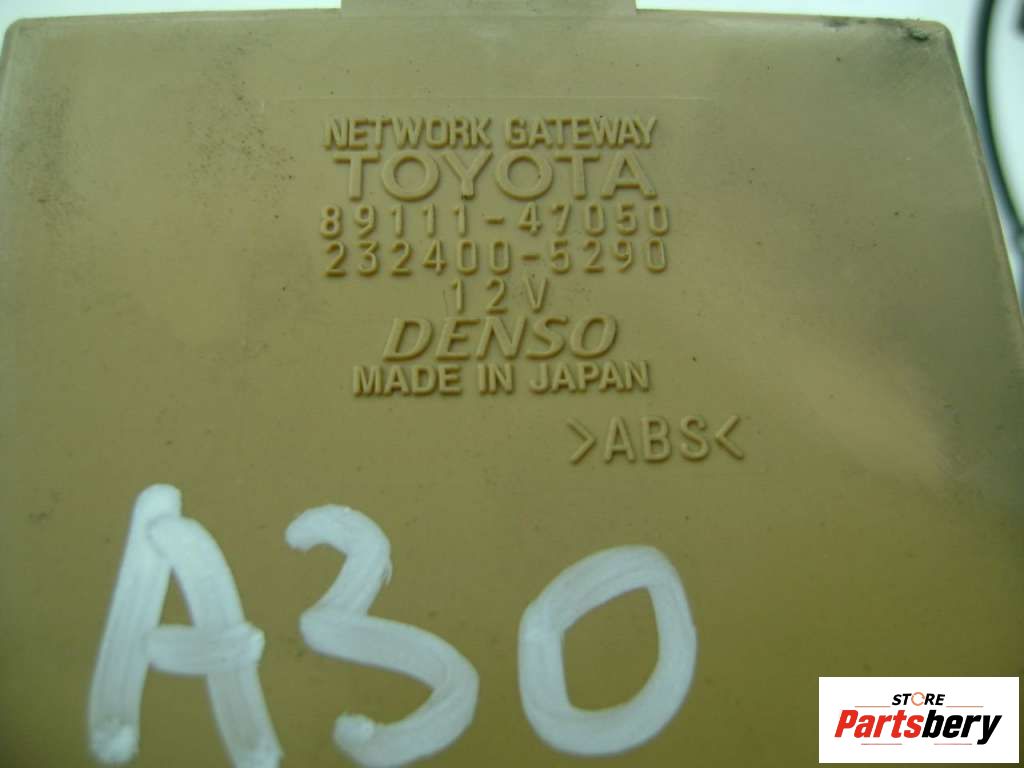 NETWORK GATEWAY
TOYOTA
89111-47050
232400-5290
12V
DENSO
MADE IN JAPAN
>ABS<
A30
STORE
Partsbery